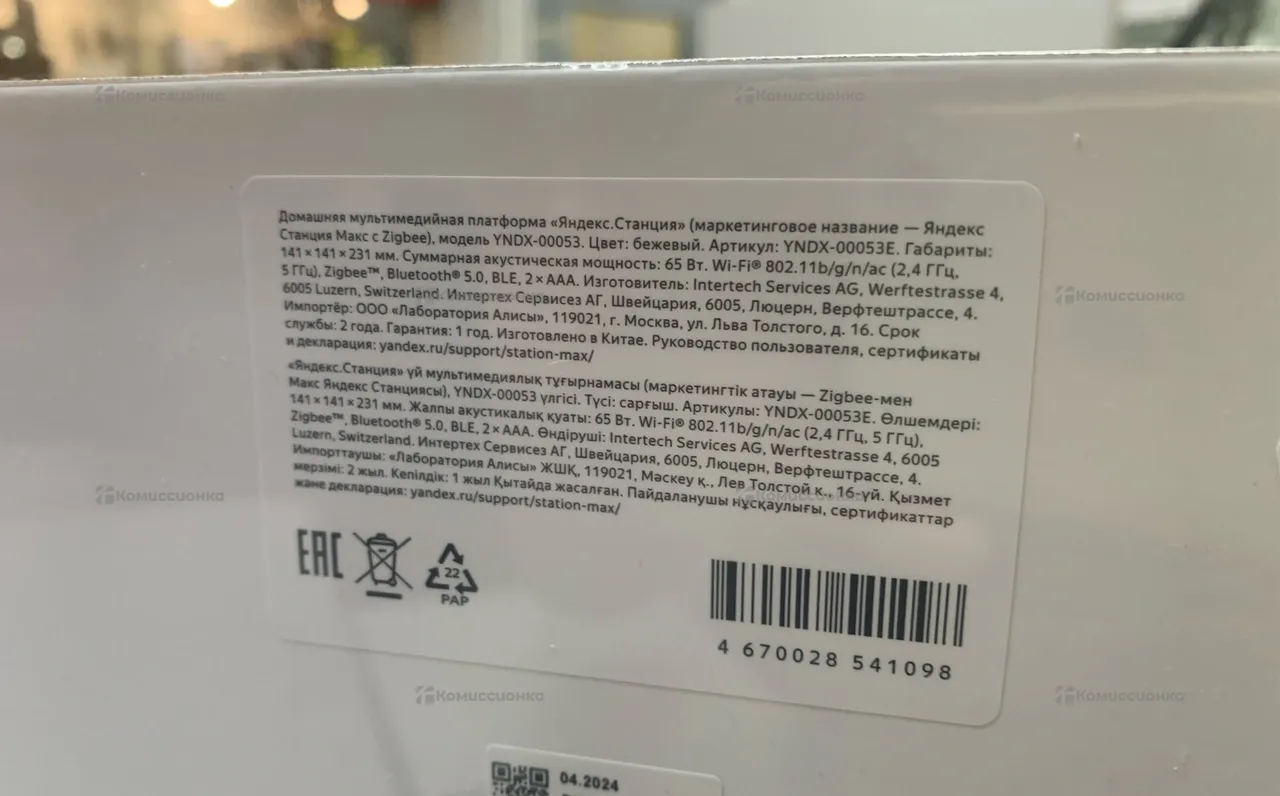 Домашняя мультимедийная платформа «Яндекс.Станция» (маркетинговое название — Яндекс
Станция Макс с Zigbee), модель YNDX-00053. Цвет: бежевый. Артикул: YNDX-00053E. Габариты:
141 × 141 × 231 мм. Суммарная акустическая мощность: 65 Вт. Wi-Fi® 802.11b/g/n/ac (2,4 ГГц,
5 ГГц), Zigbee™, Bluetooth® 5.0, BLE, 2 × AAA. Изготовитель: Intertech Services AG, Werftestrasse 4,
6005 Luzern, Switzerland. Интертех Сервисез АГ, Швейцария, 6005, Люцерн, Верфтештрассе, 4.
Импортёр: ООО «Лаборатория Алисы», 119021, г. Москва, ул. Льва Толстого, д. 16. Срок
службы: 2 года. Гарантия: 1 год. Изготовлено в Китае. Руководство пользователя, сертификаты
и декларация: yandex.ru/support/station-max/
«Яндекс.Станция» үй мультимедиялық тұғырнамасы (маркетингтік атауы — Zigbee-мен
Макс Яндекс Станциясы), YNDX-00053 үлгісі. Түсі: сарғыш. Артикулы: YNDX-00053E. Өлшемдері:
141 × 141 × 231 мм. Жалпы акустикалық қуаты: 65 Вт. Wi-Fi® 802.11b/g/n/ac (2,4 ГГц, 5 ГГц),
Zigbee™, Bluetooth® 5.0, BLE, 2 × AAA. Өндіруші: Intertech Services AG, Werftestrasse 4, 6005
Luzern, Switzerland. Интертех Сервисез АГ, Швейцария, 6005, Люцерн, Верфтештрассе, 4.
Импорттаушы: «Лаборатория Алисы» ЖШҚ, 119021, Мәскеу қ., Лев Толстой к., 16-үй. Қызмет
мерзімі: 2 жыл. Кепілдік: 1 жыл Қытайда жасалған. Пайдаланушы нұсқаулығы, сертификаттар
және декларация: yandex.ru/support/station-max/
EAC
22
PAP
4 670028 541098
04.2024
Комиссионка
Комиссионка
Комиссионка
Комиссионка
Комиссионка
Комиссионка
Комиссионка